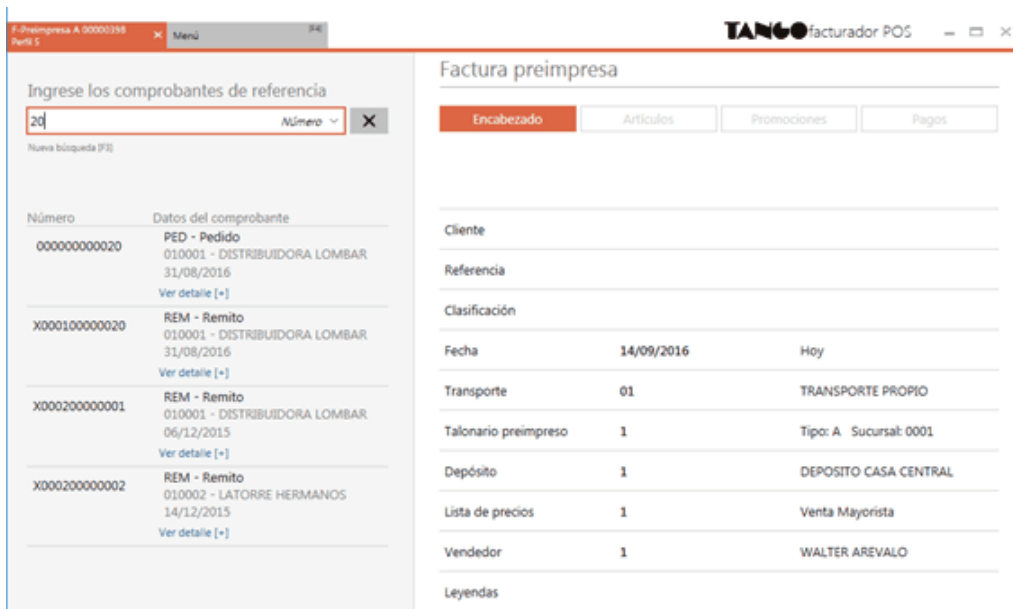 F-Preimpresa A 00000398
Perfil S
Menú
[F4]
TANGO facturador POS
Ingrese los comprobantes de referencia
20
Número
Nueva búsqueda [F3]
Número Datos del comprobante
000000000020
PED - Pedido
010001 - DISTRIBUIDORA LOMBAR
31/08/2016
Ver detalle [+]
X000100000020
REM - Remito
010001 - DISTRIBUIDORA LOMBAR
31/08/2016
Ver detalle [+]
X000200000001
REM - Remito
010001 - DISTRIBUIDORA LOMBAR
06/12/2015
Ver detalle [+]
X000200000002
REM - Remito
010002 - LATORRE HERMANOS
14/12/2015
Ver detalle [+]
Factura preimpresa
Encabezado Artículos Promociones Pagos
Cliente
Referencia
Clasificación
Fecha 14/09/2016 Hoy
Transporte 01 TRANSPORTE PROPIO
Talonario preimpreso 1 Tipo: A Sucursal: 0001
Depósito 1 DEPOSITO CASA CENTRAL
Lista de precios 1 Venta Mayorista
Vendedor 1 WALTER AREVALO
Leyendas